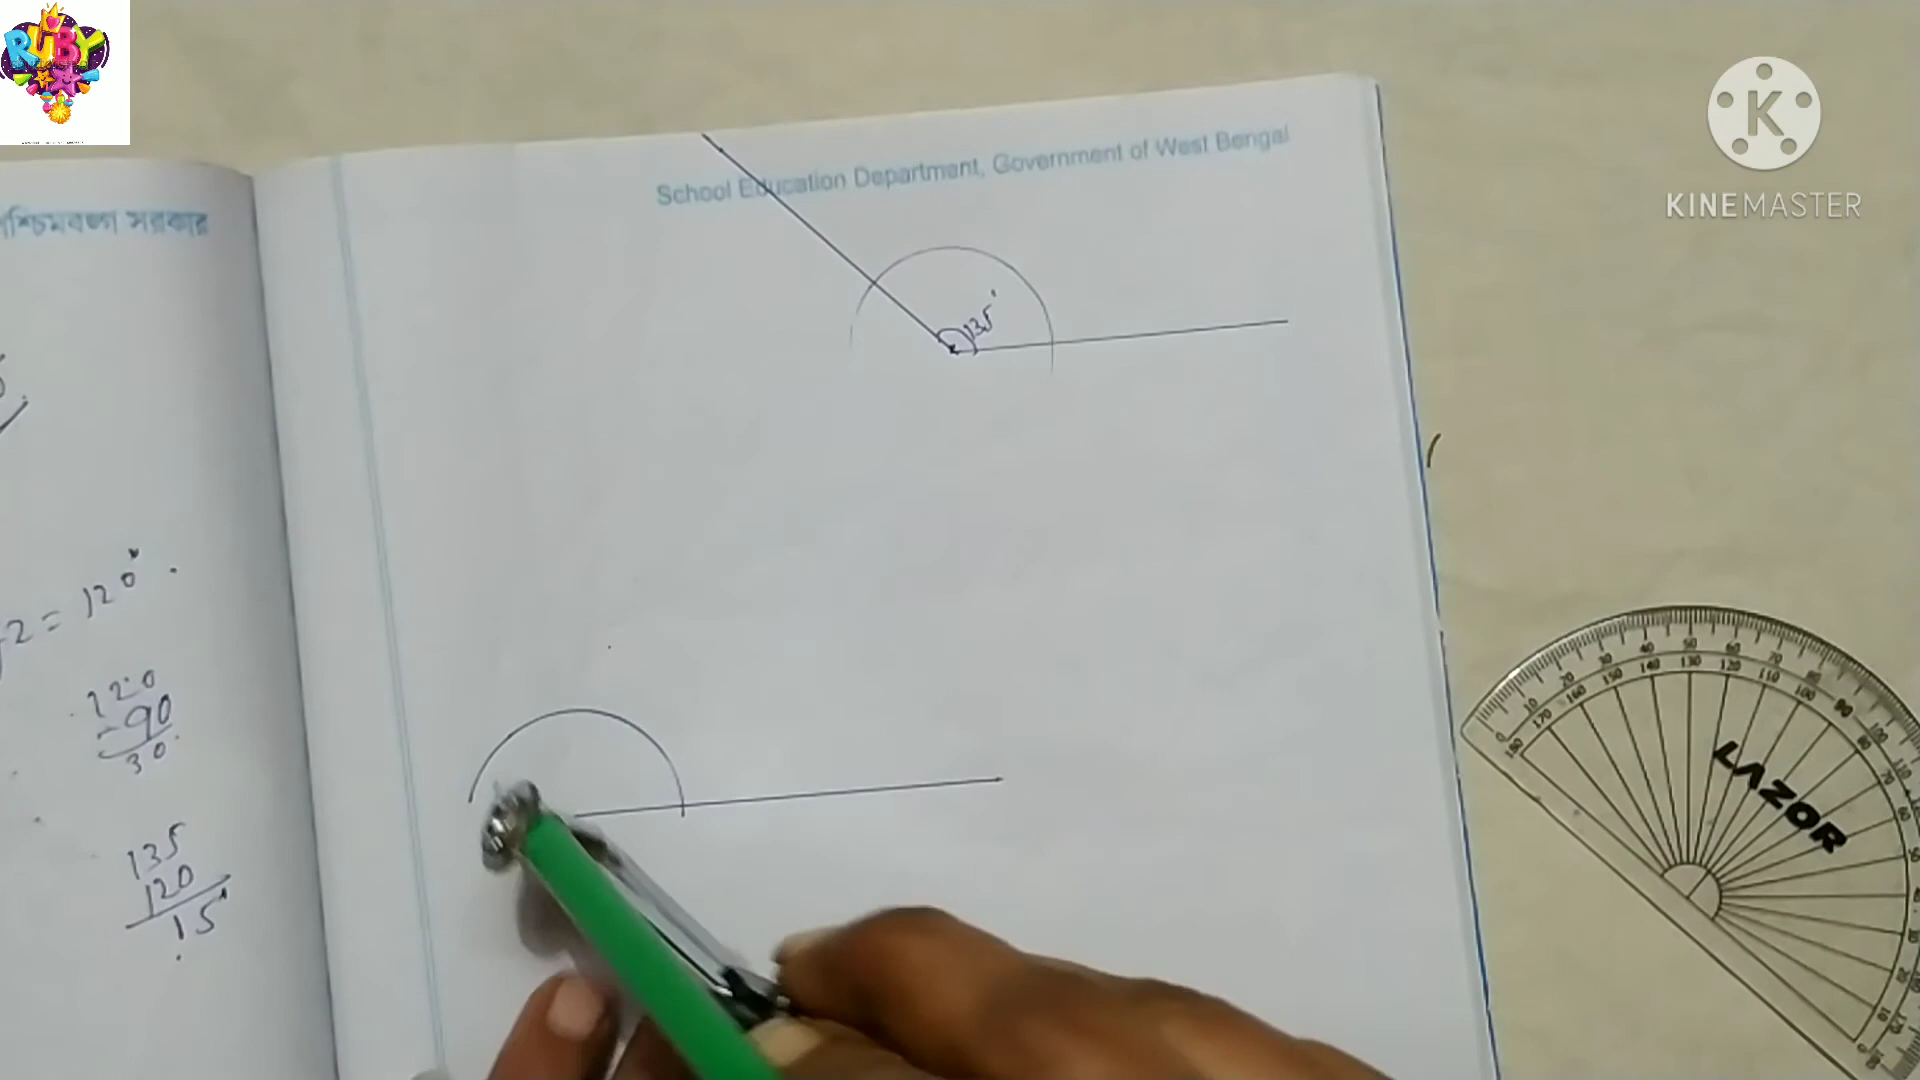 RUBY
KINEMASTER
School Education Department, Government of West Bengal
পশ্চিমবঙ্গ সরকার
135°
2 = 120°.
120
- 90
30
135
120
15
LAZOR